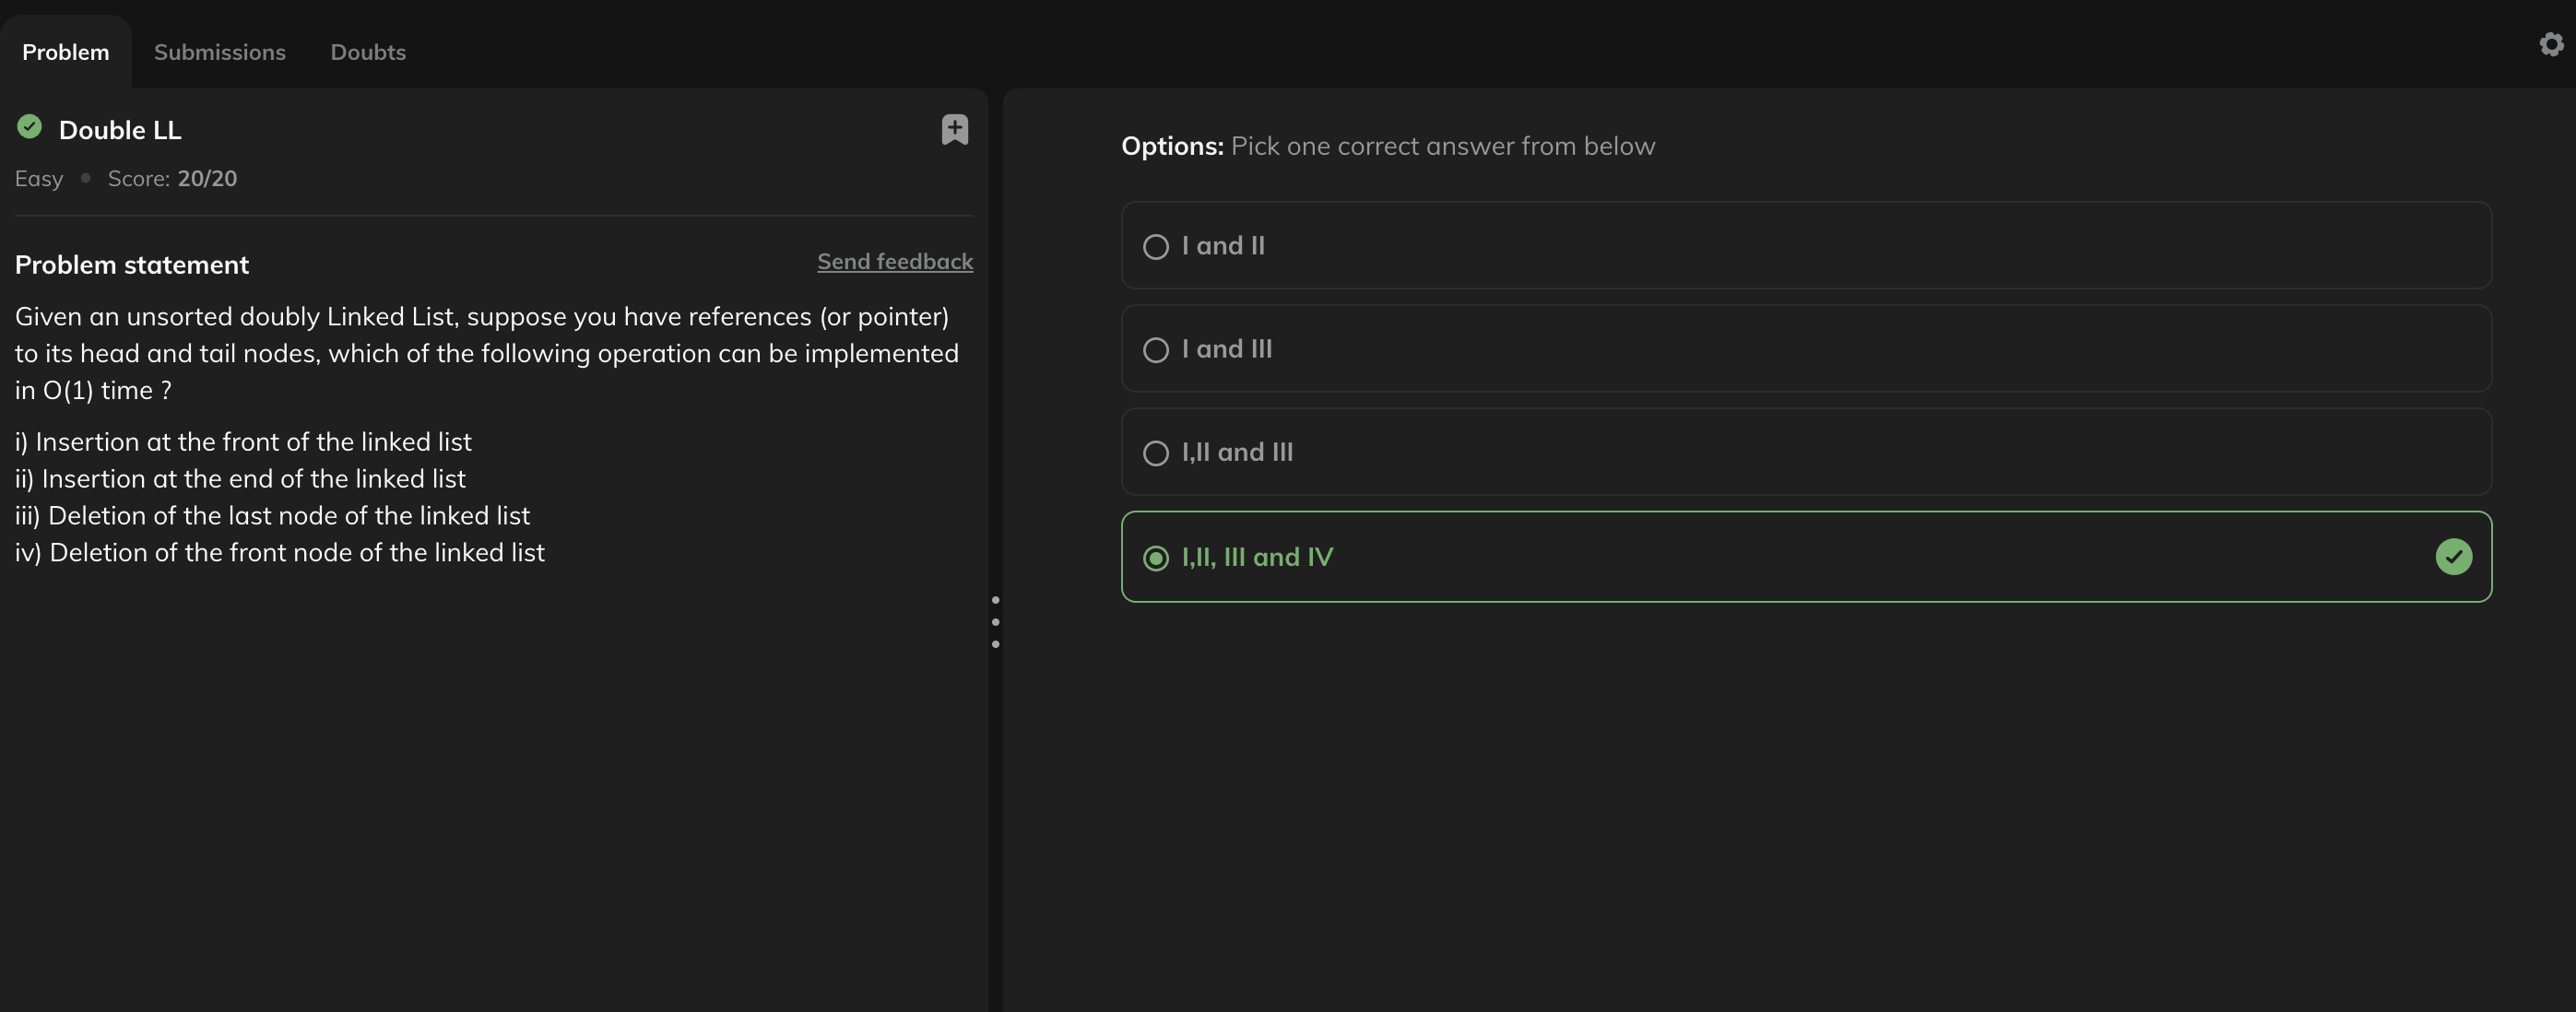 Problem
Submissions
Doubts
Double LL
Easy • Score: 20/20
Problem statement
Send feedback
Given an unsorted doubly Linked List, suppose you have references (or pointer)
to its head and tail nodes, which of the following operation can be implemented
in O(1) time ?
i) Insertion at the front of the linked list
ii) Insertion at the end of the linked list
iii) Deletion of the last node of the linked list
iv) Deletion of the front node of the linked list
Options: Pick one correct answer from below
I and II
I and III
I,II and III
I,II, III and IV